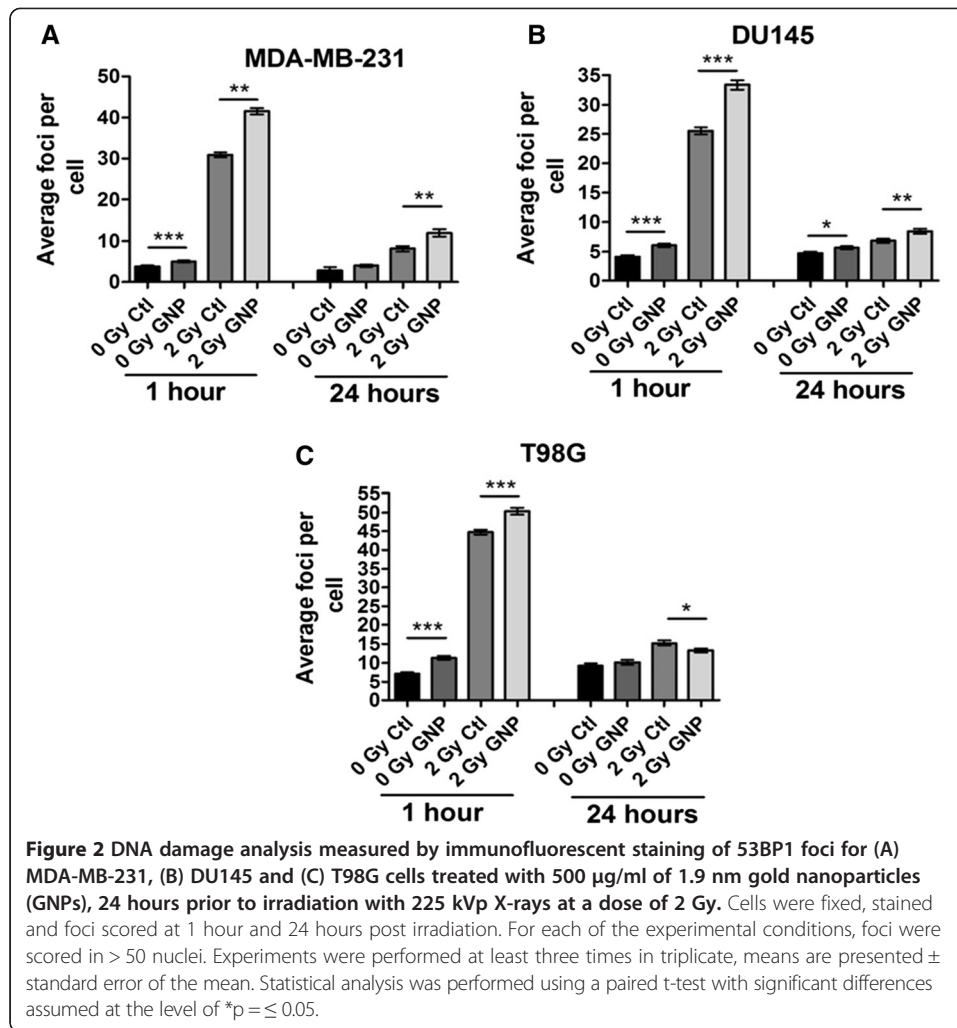 A
MDA-MB-231
Average foci per
cell
50
40
30
20
10
0
**
***
**
0 Gy Ctl
0 Gy GNP
2 Gy Ctl
2 Gy GNP
0 Gy Ctl
0 Gy GNP
2 Gy Ctl
2 Gy GNP
1 hour
24 hours
B
DU145
Average foci per
cell
35
30
25
20
15
10
5
0
***
***
*
**
0 Gy Ctl
0 Gy GNP
2 Gy Ctl
2 Gy GNP
0 Gy Ctl
0 Gy GNP
2 Gy Ctl
2 Gy GNP
1 hour
24 hours
C
T98G
Average foci per
cell
55
50
45
40
35
30
25
20
15
10
5
0
***
***
*
0 Gy Ctl
0 Gy GNP
2 Gy Ctl
2 Gy GNP
0 Gy Ctl
0 Gy GNP
2 Gy Ctl
2 Gy GNP
1 hour
24 hours
Figure 2 DNA damage analysis measured by immunofluorescent staining of 53BP1 foci for (A)
MDA-MB-231, (B) DU145 and (C) T98G cells treated with 500 μg/ml of 1.9 nm gold nanoparticles
(GNPs), 24 hours prior to irradiation with 225 kVp X-rays at a dose of 2 Gy. Cells were fixed, stained
and foci scored at 1 hour and 24 hours post irradiation. For each of the experimental conditions, foci were
scored in > 50 nuclei. Experiments were performed at least three times in triplicate, means are presented ±
standard error of the mean. Statistical analysis was performed using a paired t-test with significant differences
assumed at the level of *p = ≤ 0.05.